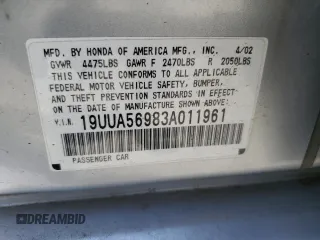 MFD. BY HONDA OF AMERICA MFG., INC. 4/02
GVWR 4475LBS GAWR F 2470LBS R 2050LBS
THIS VEHICLE CONFORMS TO ALL APPLICABLE
FEDERAL MOTOR VEHICLE SAFETY, BUMPER,
AND THEFT PREVENTION STANDARDS IN EFFECT
ON THE DATE OF MANUFACTURE SHOWN ABOVE.
V.I.N. 19UUA56983A011961
PASSENGER CAR
DREAMBID